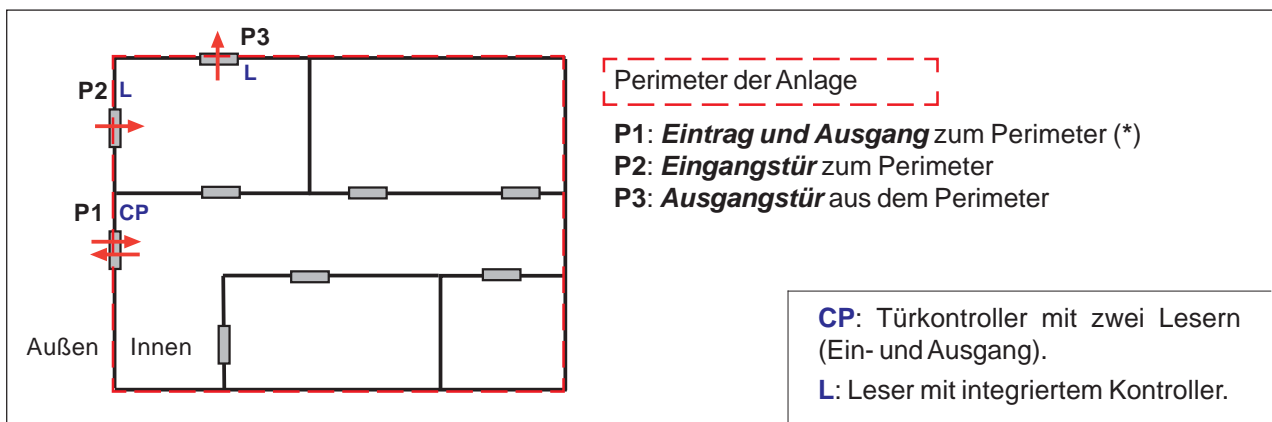 P3
L
P2 L
P1 CP
Außen Innen
Perimeter der Anlage
P1: Eintrag und Ausgang zum Perimeter (*)
P2: Eingangstür zum Perimeter
P3: Ausgangstür aus dem Perimeter
CP: Türkontroller mit zwei Lesern
(Ein- und Ausgang).
L: Leser mit integriertem Kontroller.